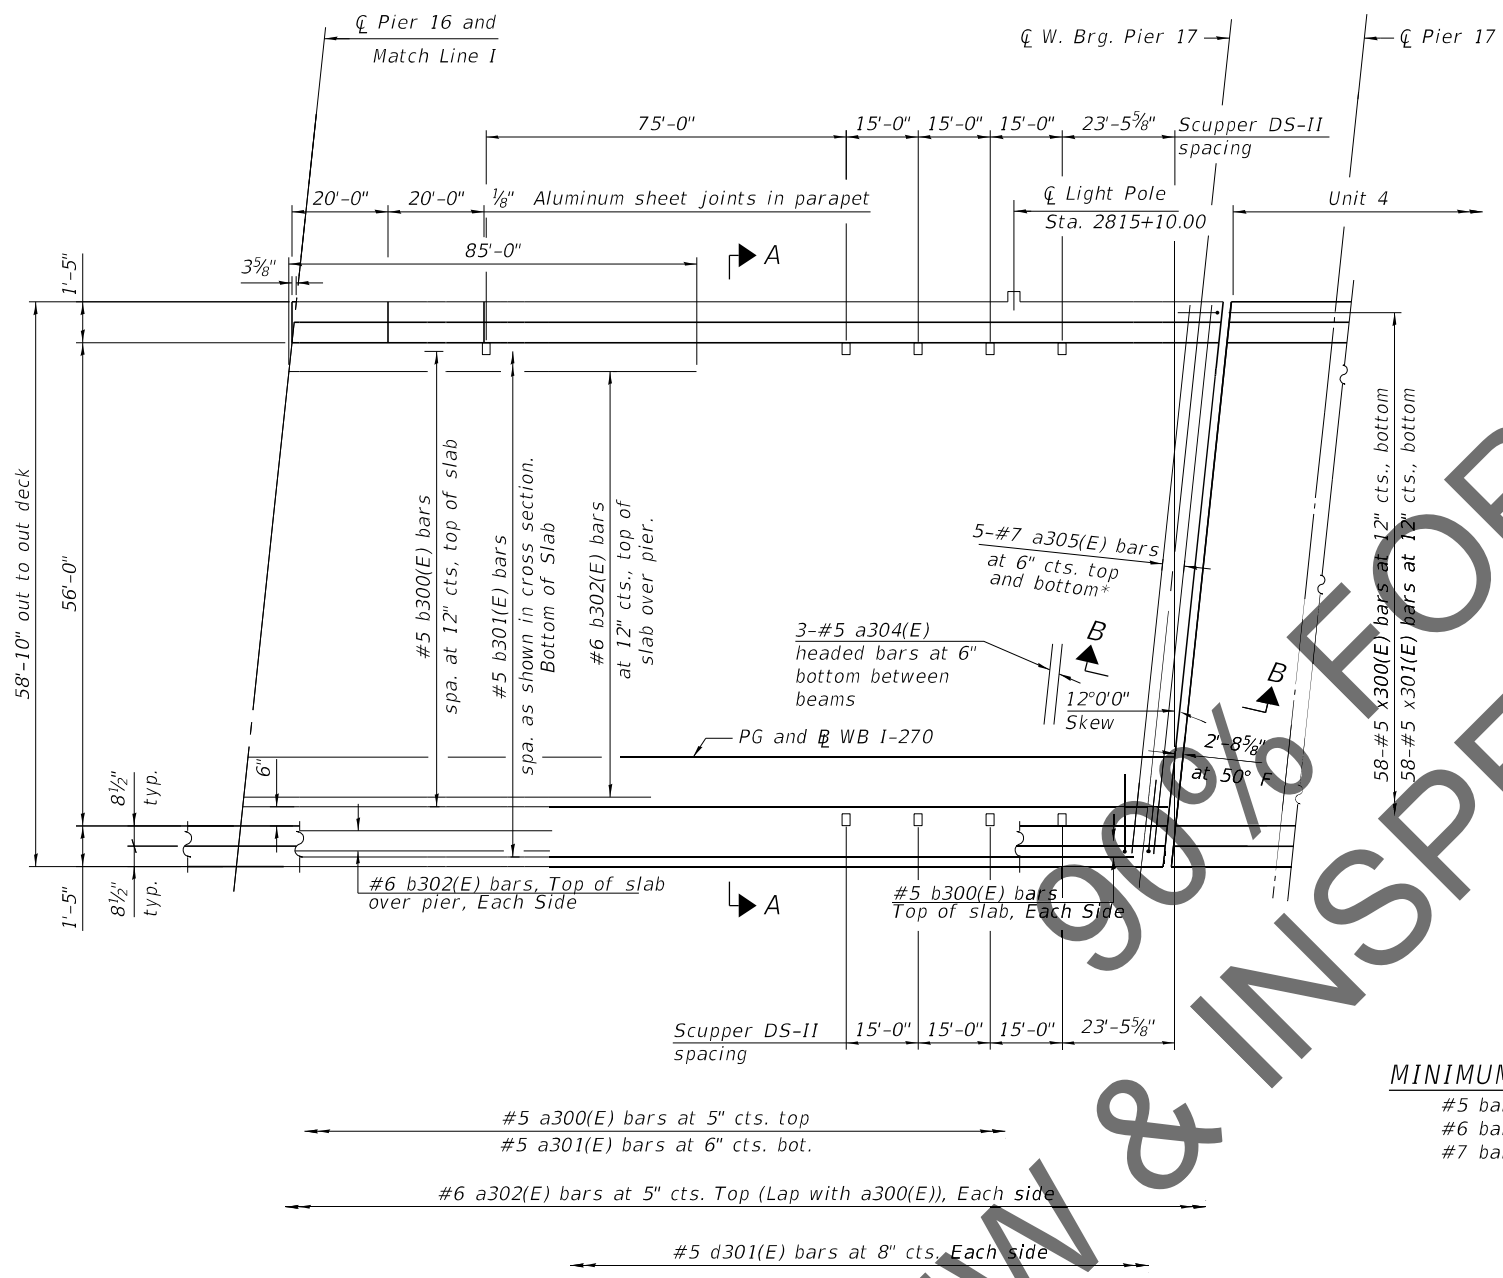 ℄ Pier 16 and
Match Line I
℄ W. Brg. Pier 17
℄ Pier 17
75'-0"
15'-0"
15'-0"
15'-0"
23'-5⅝"
Scupper DS-II
spacing
20'-0"
20'-0"
⅛" Aluminum sheet joints in parapet
℄ Light Pole
Sta. 2815+10.00
Unit 4
85'-0"
3⅝"
A
1'-5"
58'-10" out to out deck
56'-0"
#5 b300(E) bars
spa. at 12" cts, top of slab
#5 b301(E) bars
spa. as shown in cross section.
Bottom of Slab
#6 b302(E) bars
at 12" cts., top of
slab over pier.
5-#7 a305(E) bars
at 6" cts. top
and bottom*
3-#5 a304(E)
headed bars at 6"
bottom between
beams
B
B
12°0'0"
Skew
2'-8⅝"
at 50° F
58-#5 x300(E) bars at 12" cts., bottom
58-#5 x301(E) bars at 12" cts., bottom
PG and B℄ WB I-270
6"
8½"
typ.
8½"
typ.
1'-5"
#6 b302(E) bars, Top of slab
over pier, Each Side
A
#5 b300(E) bars
Top of slab, Each Side
Scupper DS-II
spacing
15'-0"
15'-0"
15'-0"
23'-5⅝"
#5 a300(E) bars at 5" cts. top
#5 a301(E) bars at 6" cts. bot.
#6 a302(E) bars at 5" cts. Top (Lap with a300(E)), Each side
#5 d301(E) bars at 8" cts. Each side
MINIMUM
#5 ba
#6 ba
#7 ba
90% FOR
W & INSPE